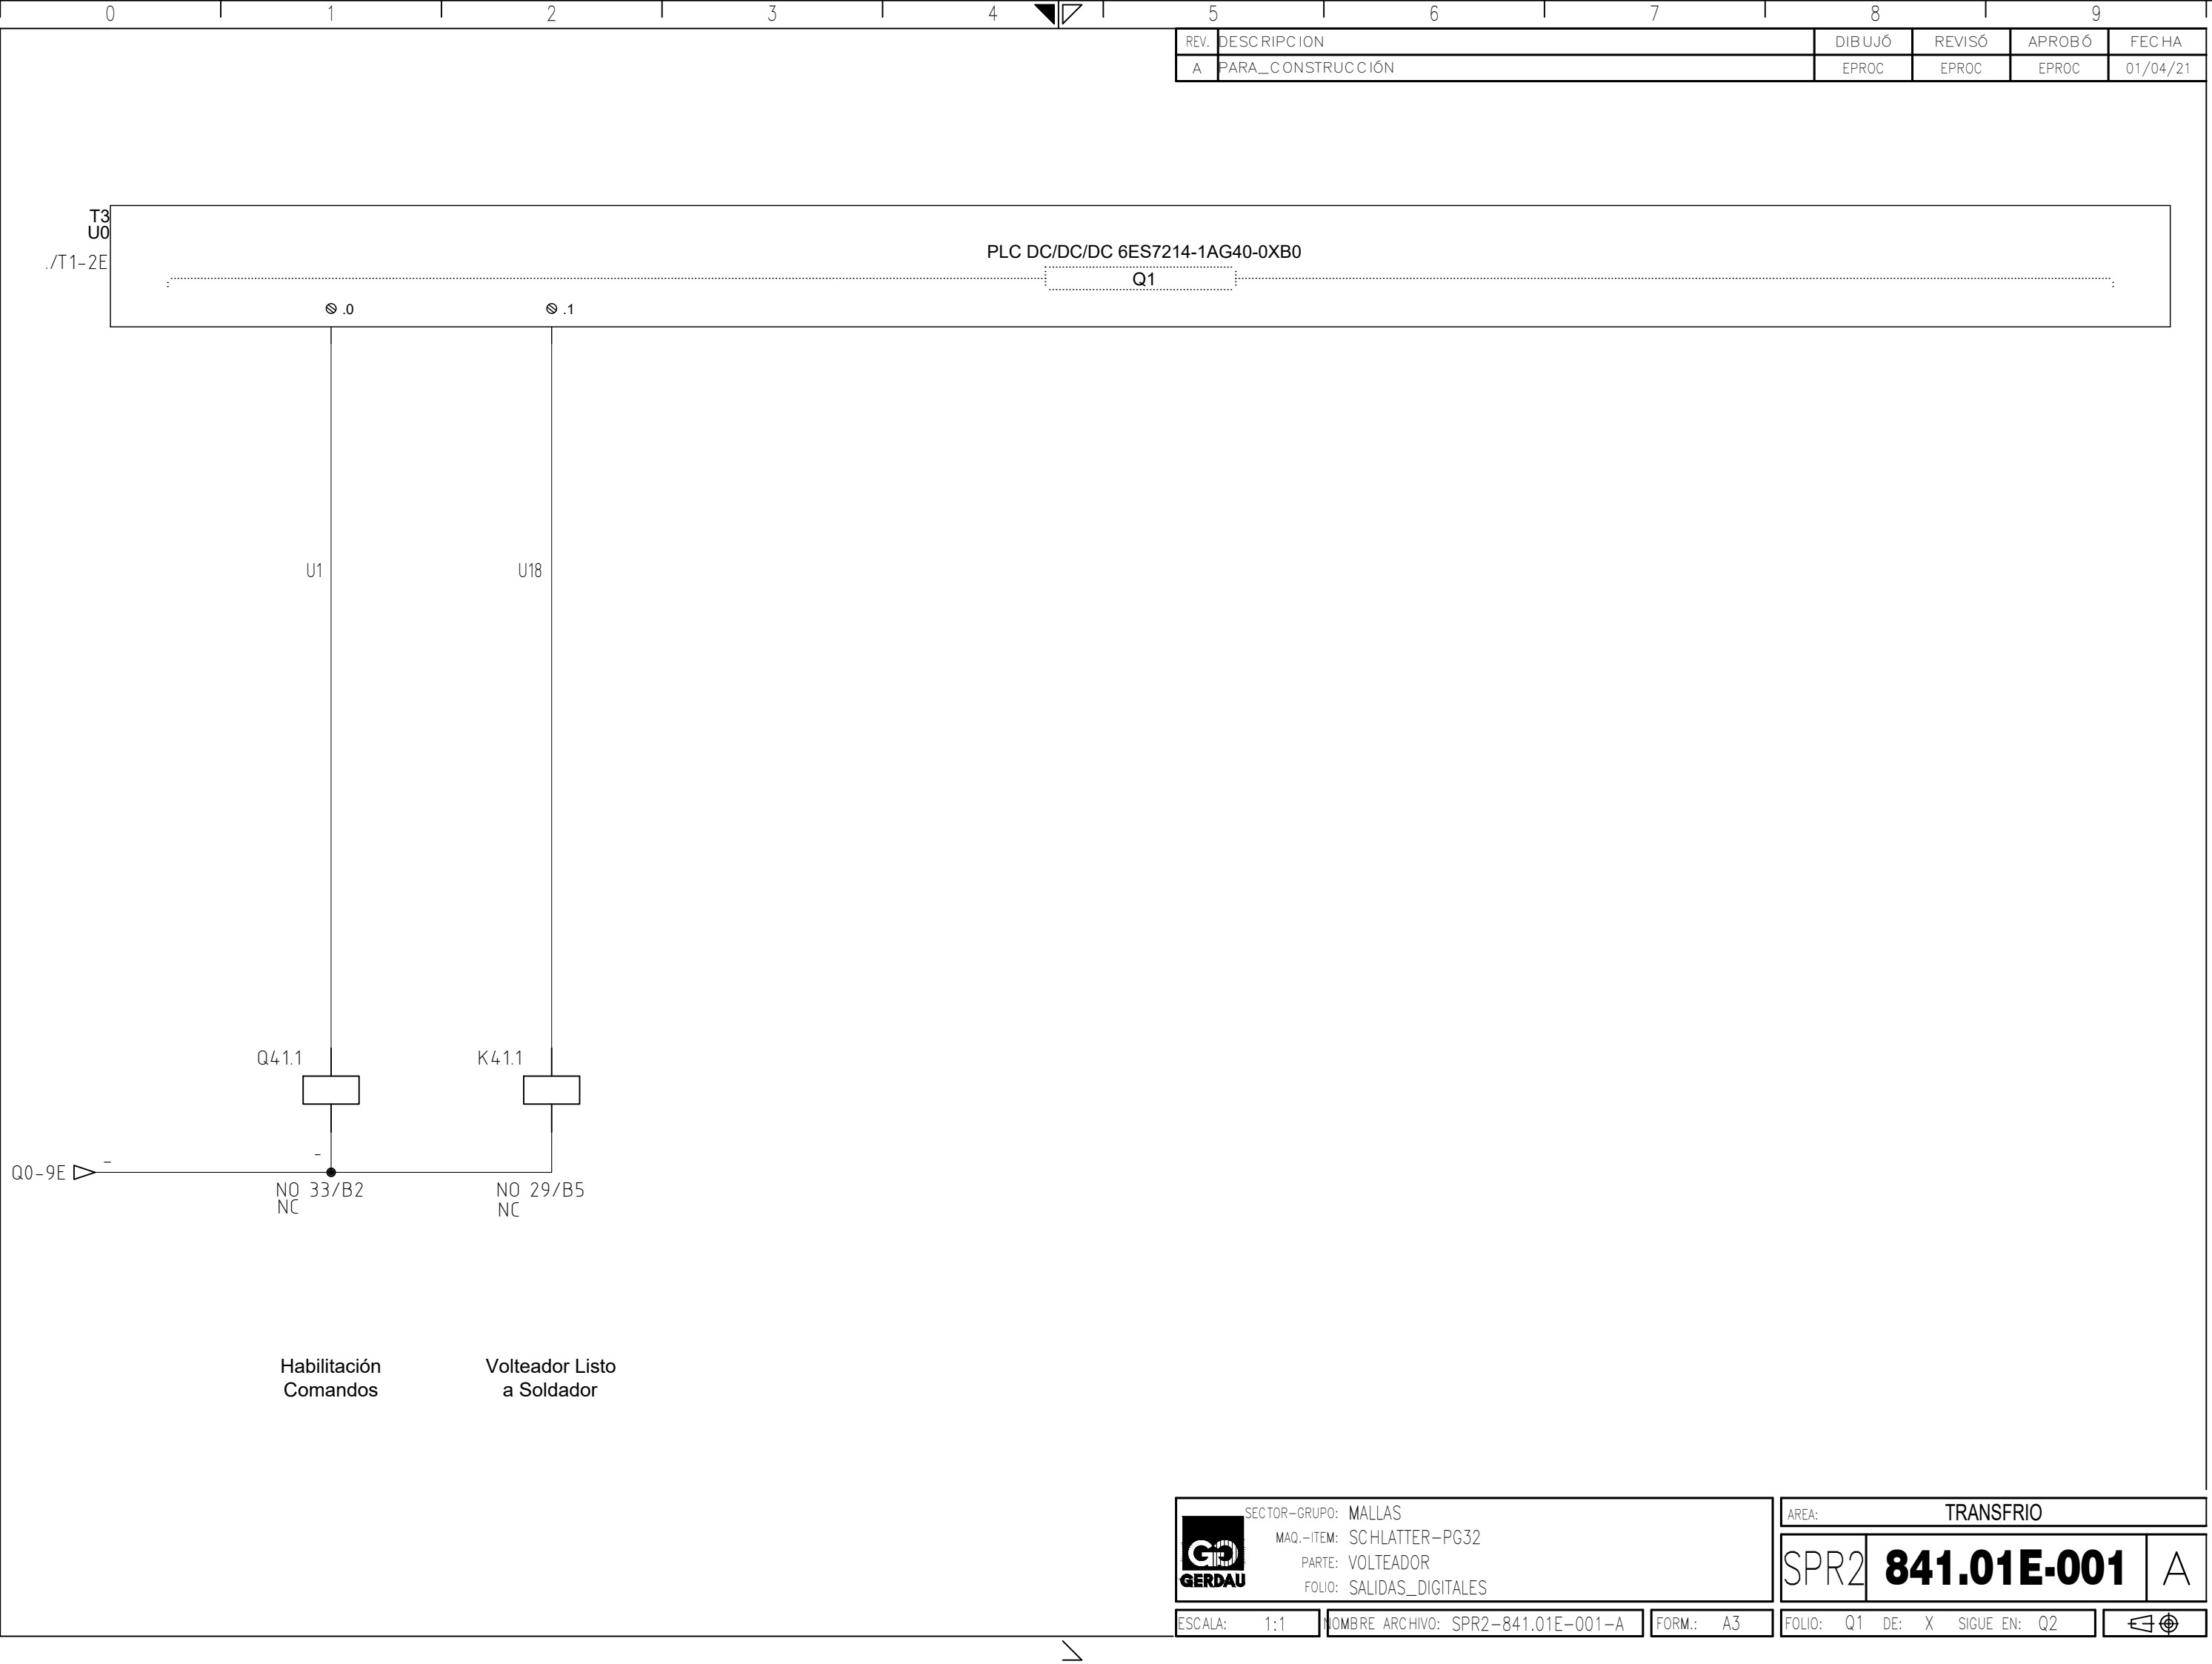 0 1 2 3 4 5 6 7 8 9
REV. DESCRIPCION DIBUJÓ REVISÓ APROBÓ FECHA
A PARA_CONSTRUCCIÓN EPROC EPROC EPROC 01/04/21
T3
U0
./T1-2E
PLC DC/DC/DC 6ES7214-1AG40-0XB0
Q1
.0 .1
U1 U18
Q41.1 K41.1
Q0-9E - -
NO 33/B2 NO 29/B5
NC NC
Habilitación
Comandos
Volteador Listo
a Soldador
GERDAU
SECTOR-GRUPO: MALLAS
MAQ.-ITEM: SCHLATTER-PG32
PARTE: VOLTEADOR
FOLIO: SALIDAS_DIGITALES
AREA: TRANSFRIO
SPR2 841.01E-001 A
ESCALA: 1:1 NOMBRE ARCHIVO: SPR2-841.01E-001-A FORM.: A3 FOLIO: Q1 DE: X SIGUE EN: Q2